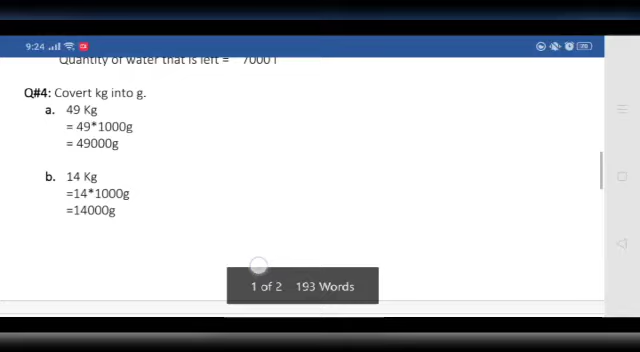 9:24
Quantity of water that is left =
Q#4: Covert kg into g.
a. 49 Kg
= 49*1000g
= 49000g
b. 14 Kg
=14*1000g
=14000g
1 of 2 193 Words